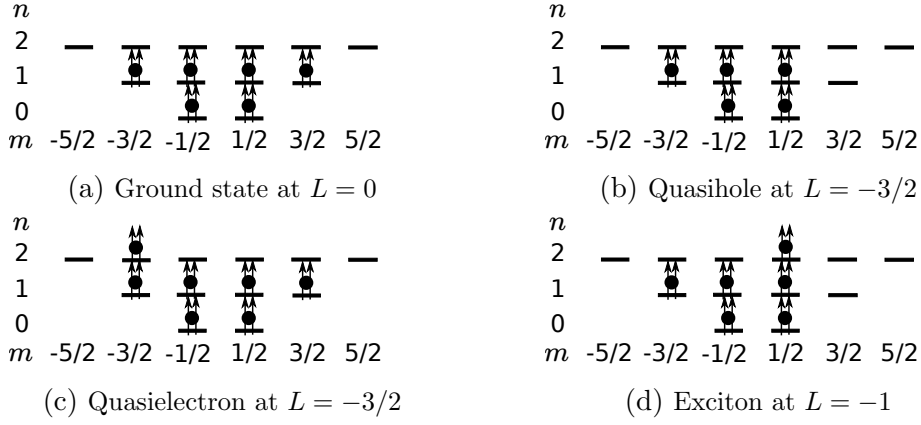 n
2
1
0
m -5/2 -3/2 -1/2 1/2 3/2 5/2
(a) Ground state at L = 0
n
2
1
0
m -5/2 -3/2 -1/2 1/2 3/2 5/2
(b) Quasihole at L = −3/2
n
2
1
0
m -5/2 -3/2 -1/2 1/2 3/2 5/2
(c) Quasielectron at L = −3/2
n
2
1
0
m -5/2 -3/2 -1/2 1/2 3/2 5/2
(d) Exciton at L = −1